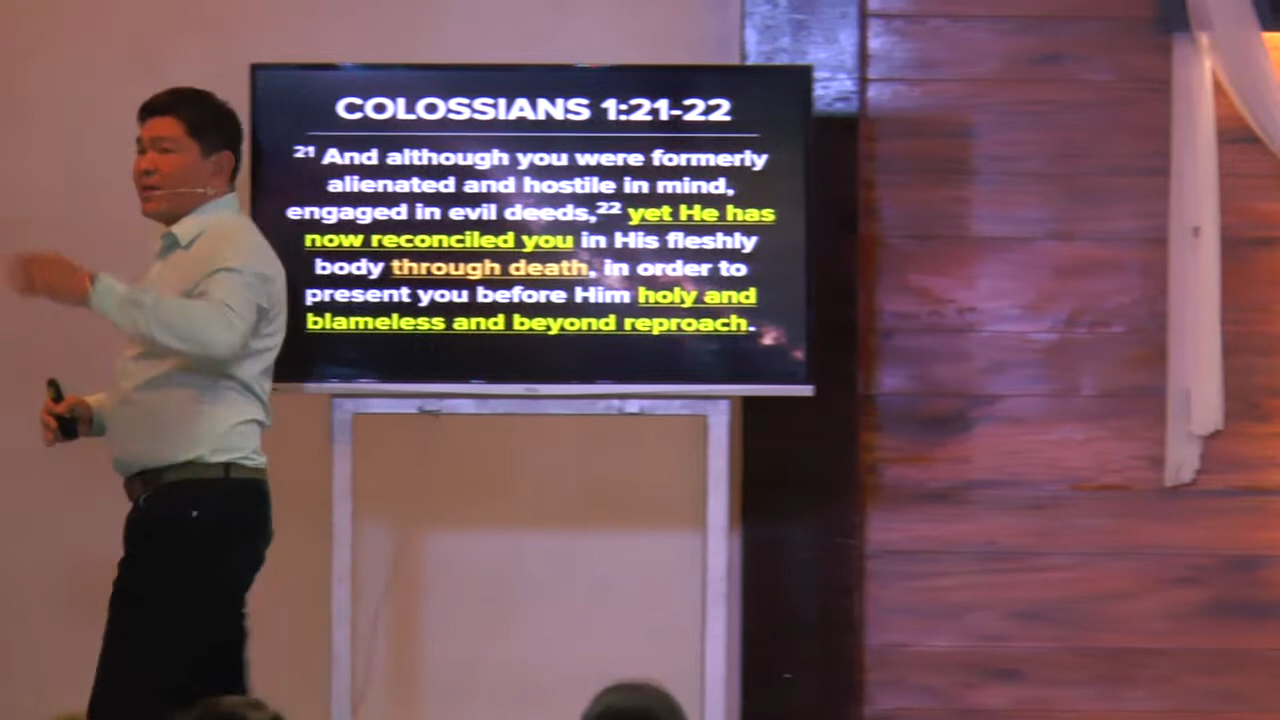 COLOSSIANS 1:21-22
21 And although you were formerly
alienated and hostile in mind,
engaged in evil deeds,22 yet He has
now reconciled you in His fleshly
body through death, in order to
present you before Him holy and
blameless and beyond reproach.